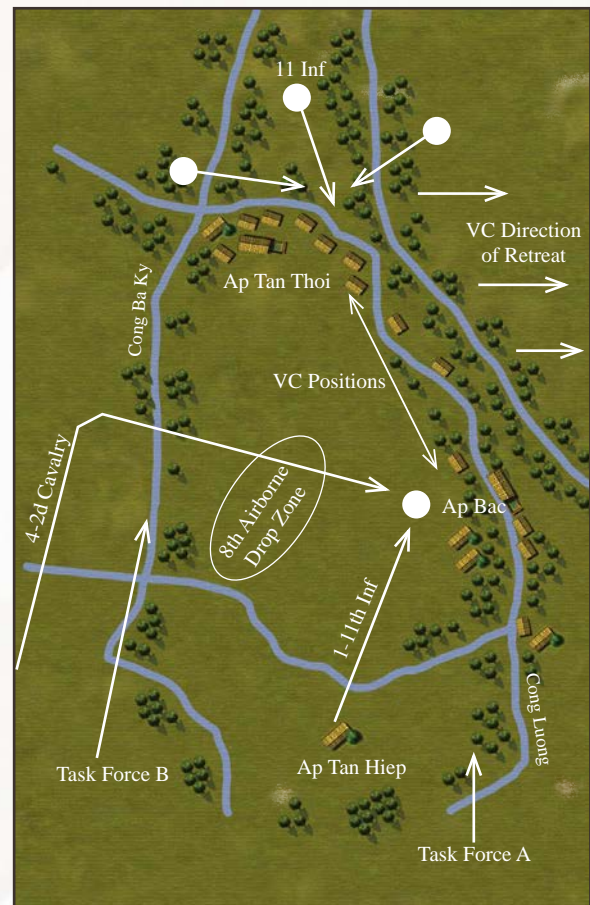 11 Inf
VC Direction
of Retreat
Ap Tan Thoi
Cong Ba Ky
VC Positions
4-2d Cavalry
8th Airborne
Drop Zone
Ap Bac
1-11th Inf
Cong Luong
Ap Tan Hiep
Task Force B
Task Force A